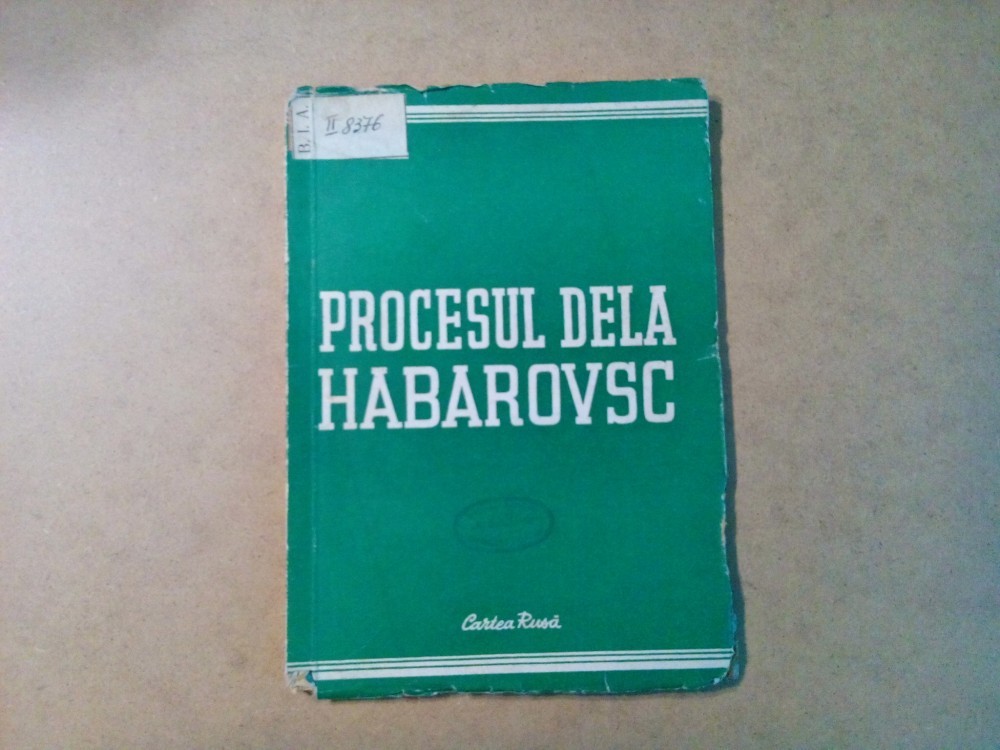 B. I. A.
II 8376
PROCESUL DELA
HABAROVSC
Cartea Rusă